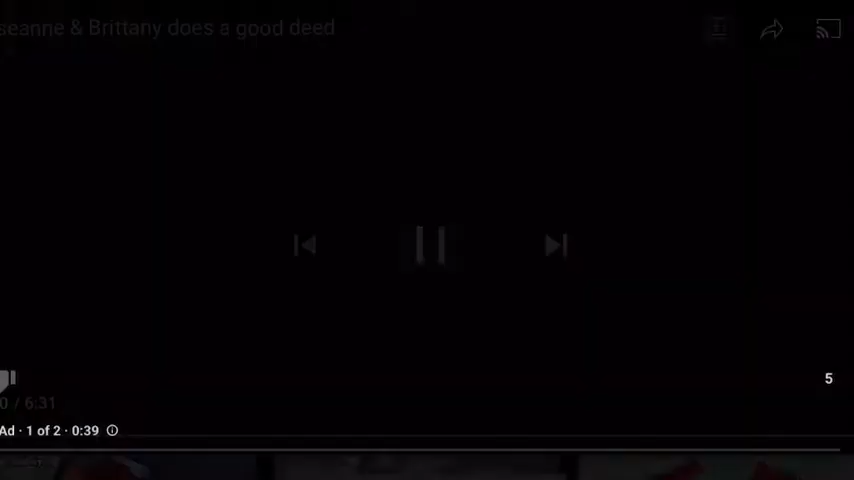 seanne & Brittany does a good deed
5
0 / 6:31
Ad · 1 of 2 · 0:39